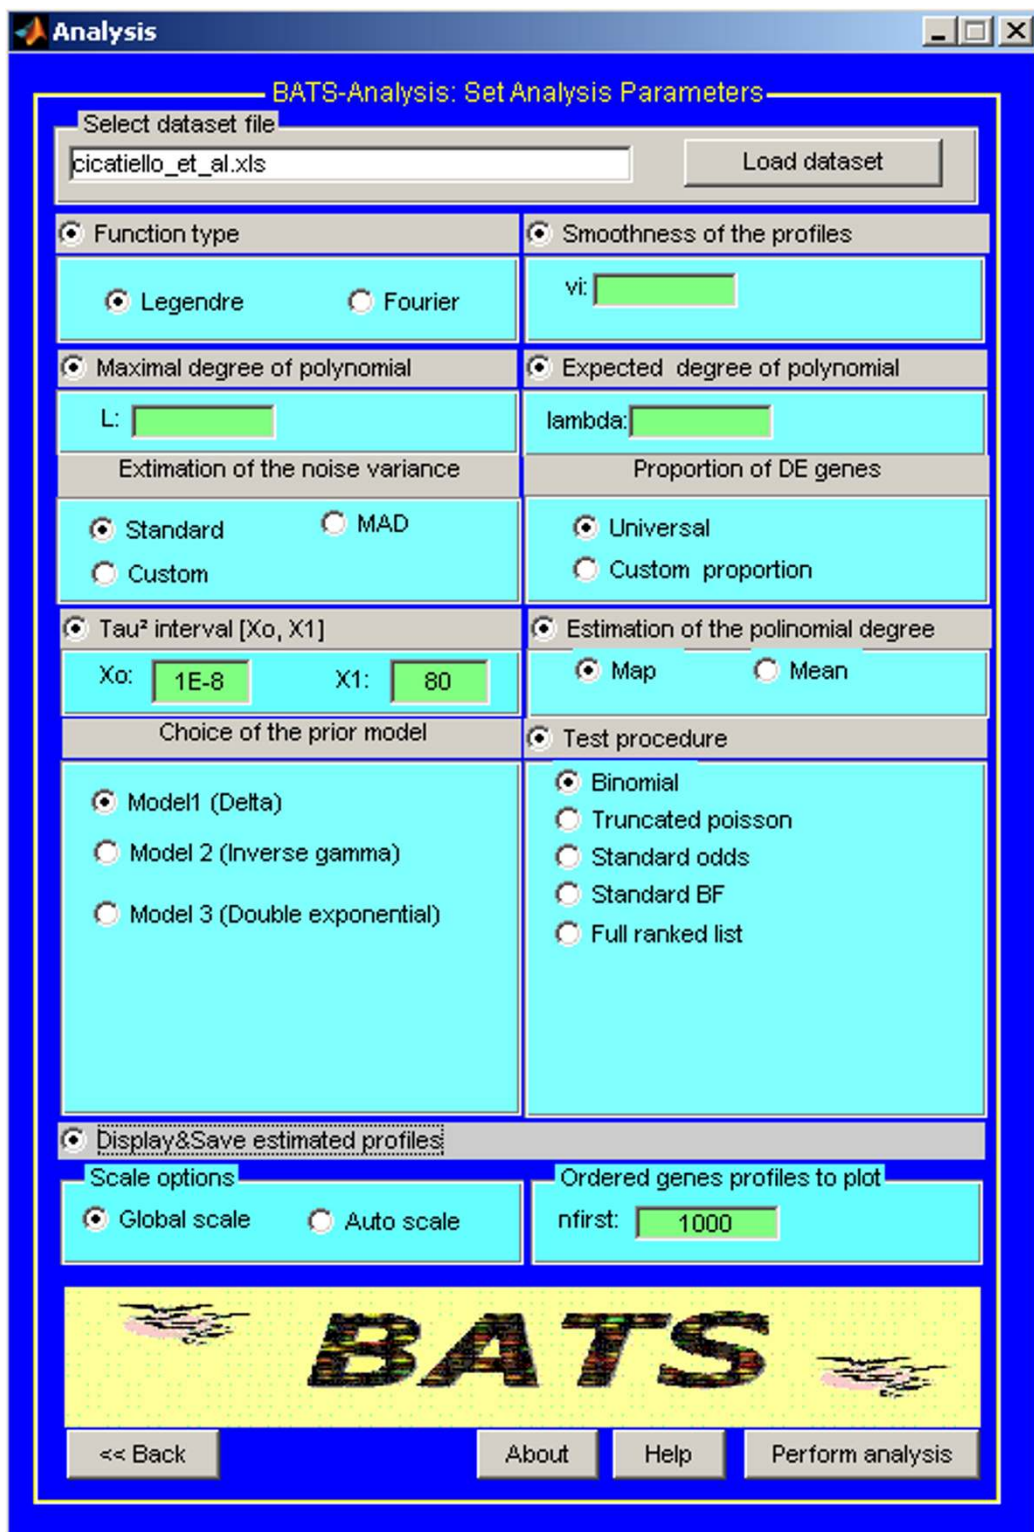 Analysis
BATS-Analysis: Set Analysis Parameters
Select dataset file
cicatiello_et_al.xls
Load dataset
Function type
Legendre
Fourier
Smoothness of the profiles
vi:
Maximal degree of polynomial
L:
Expected degree of polynomial
lambda:
Extimation of the noise variance
Standard
MAD
Custom
Proportion of DE genes
Universal
Custom proportion
Tau² interval [Xo, X1]
Xo:
1E-8
X1:
80
Estimation of the polinomial degree
Map
Mean
Choice of the prior model
Model1 (Delta)
Model 2 (Inverse gamma)
Model 3 (Double exponential)
Test procedure
Binomial
Truncated poisson
Standard odds
Standard BF
Full ranked list
Display&Save estimated profiles
Scale options
Global scale
Auto scale
Ordered genes profiles to plot
nfirst:
1000
BATS
<< Back
About
Help
Perform analysis